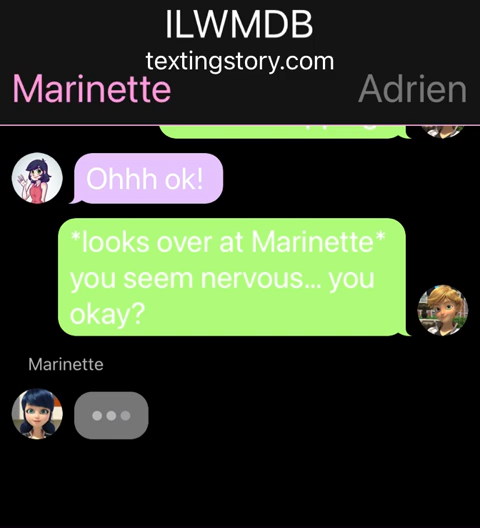 ILWMDB
textingstory.com
Marinette
Adrien
Ohhh ok!
*looks over at Marinette*
you seem nervous... you
okay?
Marinette